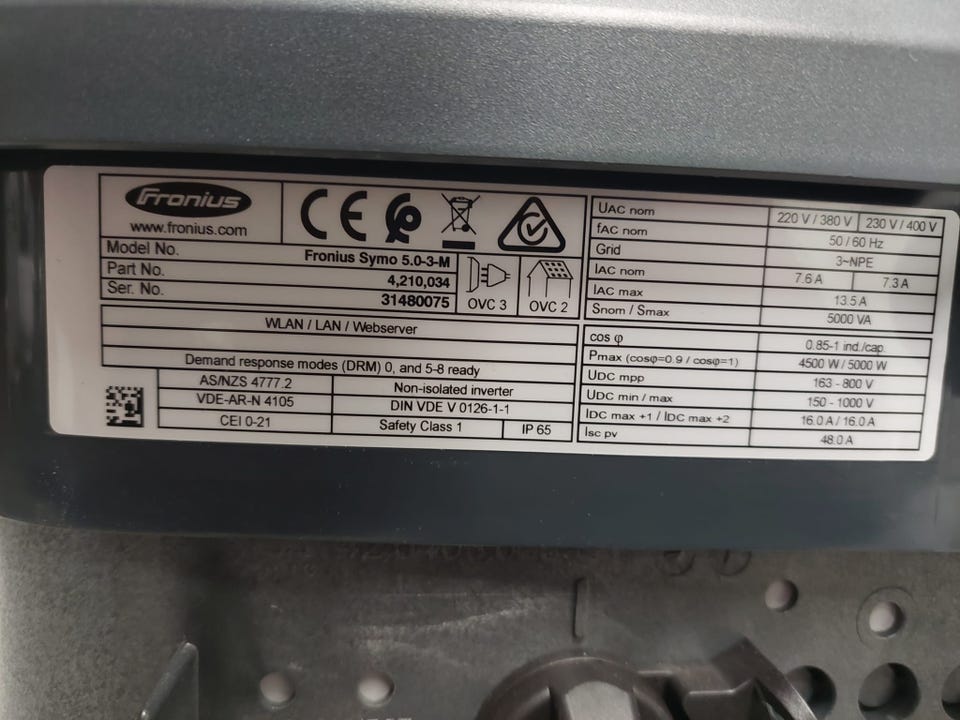 Fronius
www.fronius.com
CE
Model No. Fronius Symo 5.0-3-M
Part No. 4,210,034
Ser. No. 31480075
OVC 3 OVC 2
WLAN / LAN / Webserver
Demand response modes (DRM) 0, and 5-8 ready
AS/NZS 4777.2 Non-isolated inverter
VDE-AR-N 4105 DIN VDE V 0126-1-1
CEI 0-21 Safety Class 1 IP 65
UAC nom 220 V / 380 V 230 V / 400 V
fAC nom 50 / 60 Hz
Grid 3~NPE
IAC nom 7.6 A 7.3 A
IAC max 13.5 A
Snom / Smax 5000 VA
cos φ 0.85-1 ind./cap.
Pmax (cosφ=0.9 / cosφ=1) 4500 W / 5000 W
UDC mpp 163 - 800 V
UDC min / max 150 - 1000 V
IDC max +1 / IDC max +2 16.0 A / 16.0 A
Isc pv 48.0 A